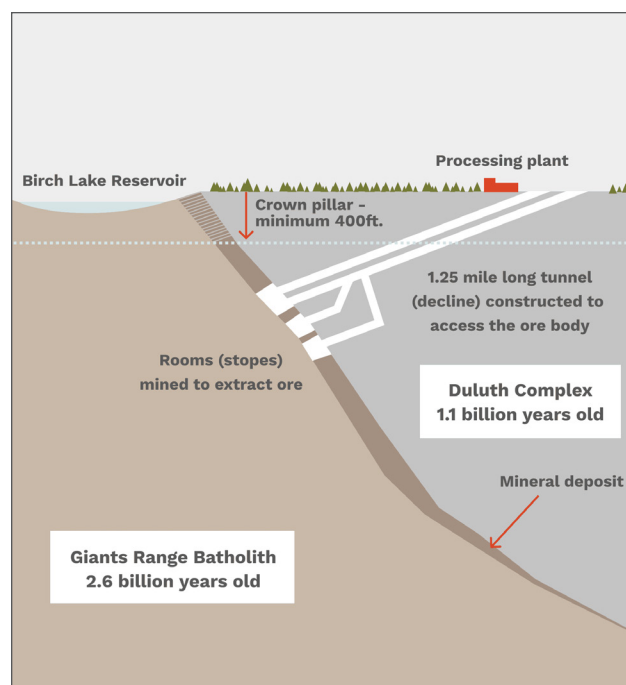 Processing plant
Birch Lake Reservoir
Crown pillar -
minimum 400ft.
1.25 mile long tunnel
(decline) constructed to
access the ore body
Rooms (stopes)
mined to extract ore
Duluth Complex
1.1 billion years old
Mineral deposit
Giants Range Batholith
2.6 billion years old